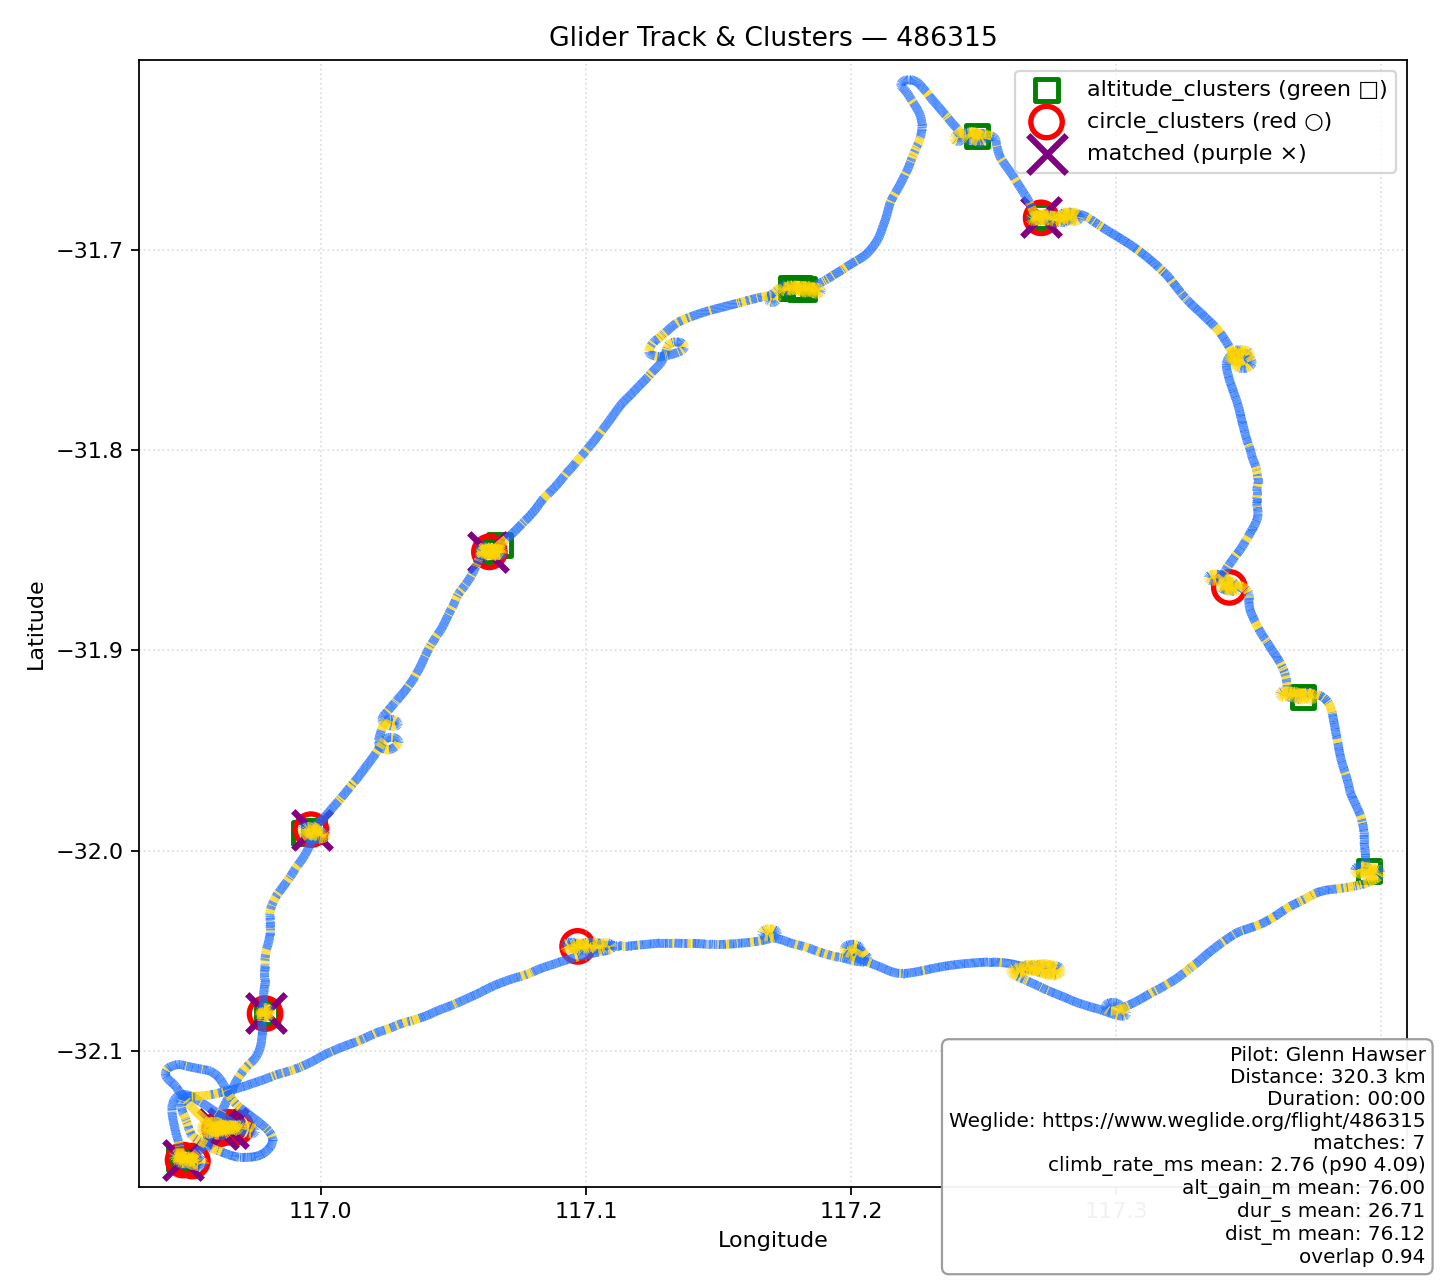 Glider Track & Clusters — 486315
altitude_clusters (green □)
circle_clusters (red ○)
matched (purple ×)
Latitude
−31.7
−31.8
−31.9
−32.0
−32.1
117.0
117.1
117.2
117.3
Longitude
Pilot: Glenn Hawser
Distance: 320.3 km
Duration: 00:00
Weglide: https://www.weglide.org/flight/486315
matches: 7
climb_rate_ms mean: 2.76 (p90 4.09)
alt_gain_m mean: 76.00
dur_s mean: 26.71
dist_m mean: 76.12
overlap 0.94